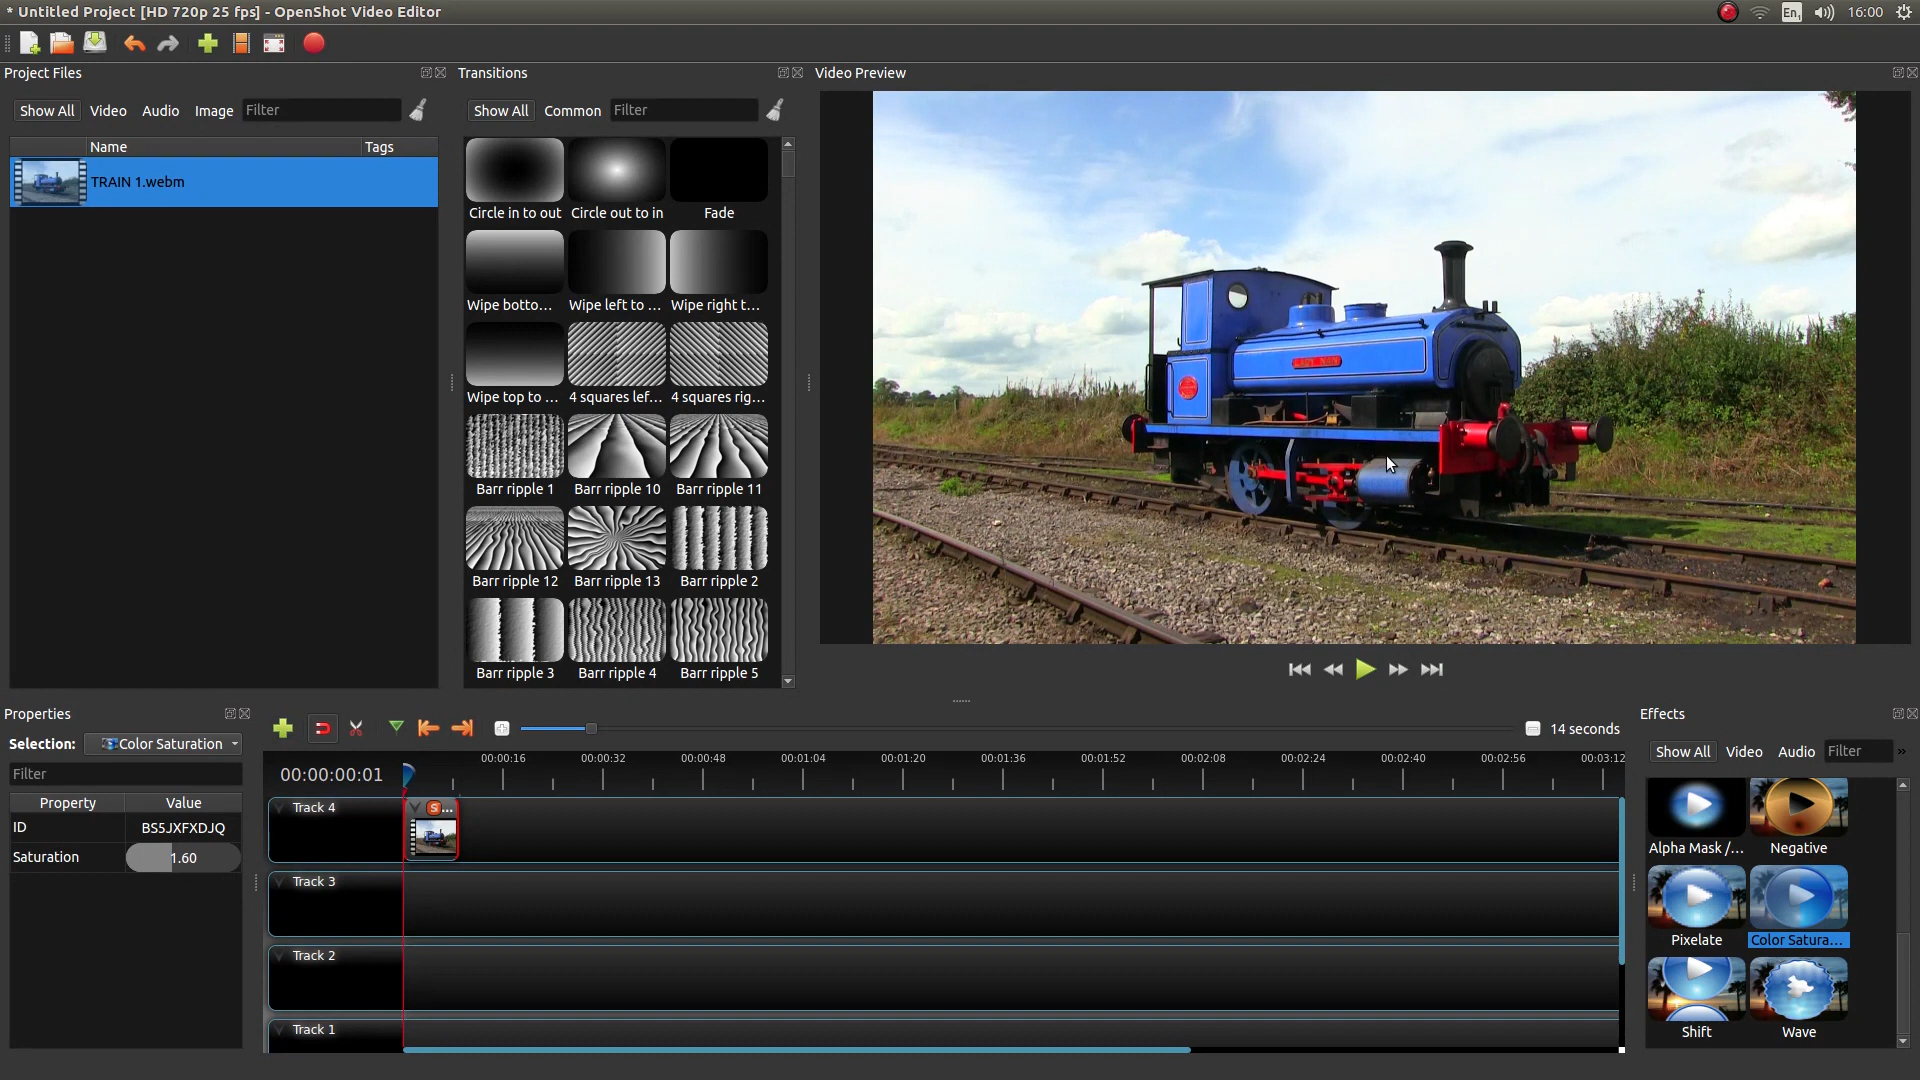 * Untitled Project [HD 720p 25 fps] - OpenShot Video Editor
En1
16:00
Project Files
Transitions
Video Preview
Show All Video Audio Image Filter
Show All Common Filter
Name Tags
TRAIN 1.webm
Circle in to out Circle out to in Fade
Wipe botto... Wipe left to ... Wipe right t...
Wipe top to ... 4 squares lef... 4 squares rig...
Barr ripple 1 Barr ripple 10 Barr ripple 11
Barr ripple 12 Barr ripple 13 Barr ripple 2
Barr ripple 3 Barr ripple 4 Barr ripple 5
LADY NAN
Properties
Selection: Color Saturation
Filter
Property Value
ID BS5JXFXDJQ
Saturation 1.60
14 seconds
00:00:00:01
00:00:16 00:00:32 00:00:48 00:01:04 00:01:20 00:01:36 00:01:52 00:02:08 00:02:24 00:02:40 00:02:56 00:03:12
Track 4
S ...
Track 3
Track 2
Track 1
Effects
Show All Video Audio Filter »
Alpha Mask /... Negative
Pixelate Color Satura...
Shift Wave